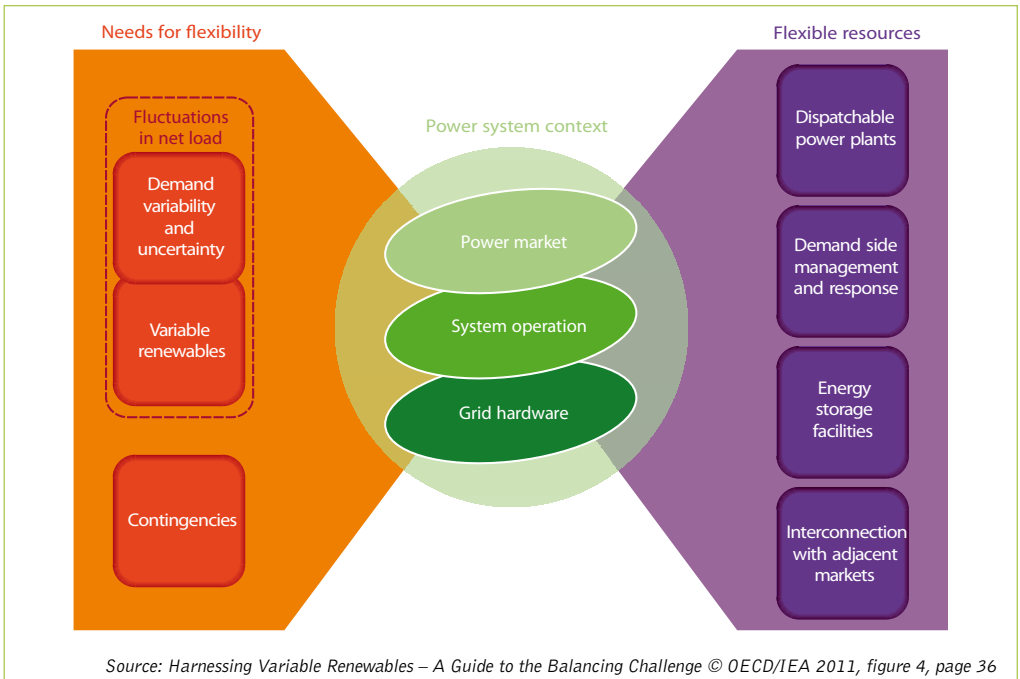 Needs for flexibility
Fluctuations
in net load
Demand
variability
and
uncertainty
Variable
renewables
Contingencies
Power system context
Power market
System operation
Grid hardware
Flexible resources
Dispatchable
power plants
Demand side
management
and response
Energy
storage
facilities
Interconnection
with adjacent
markets
Source: Harnessing Variable Renewables – A Guide to the Balancing Challenge © OECD/IEA 2011, figure 4, page 36